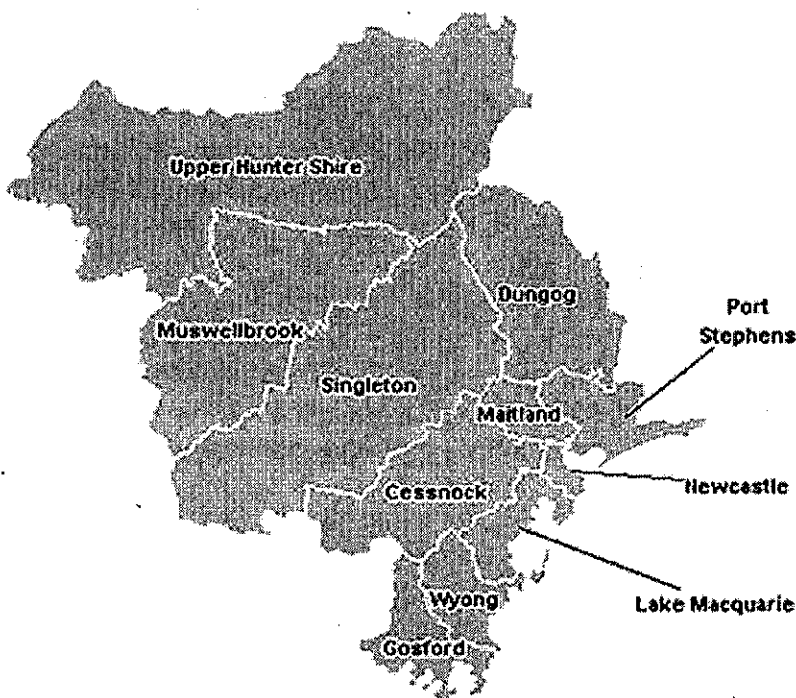 Upper Hunter Shire
Dungog
Port
Stephens
Muswellbrook
Singleton
Maitland
Cessnock
Newcastle
Lake Macquarie
Wyong
Gosford